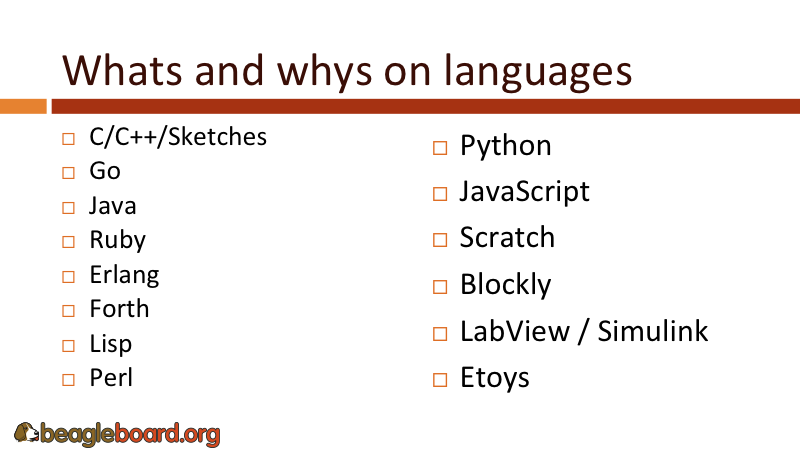 Whats and whys on languages
C/C++/Sketches
Go
Java
Ruby
Erlang
Forth
Lisp
Perl
Python
JavaScript
Scratch
Blockly
LabView / Simulink
Etoys
beagleboard.org